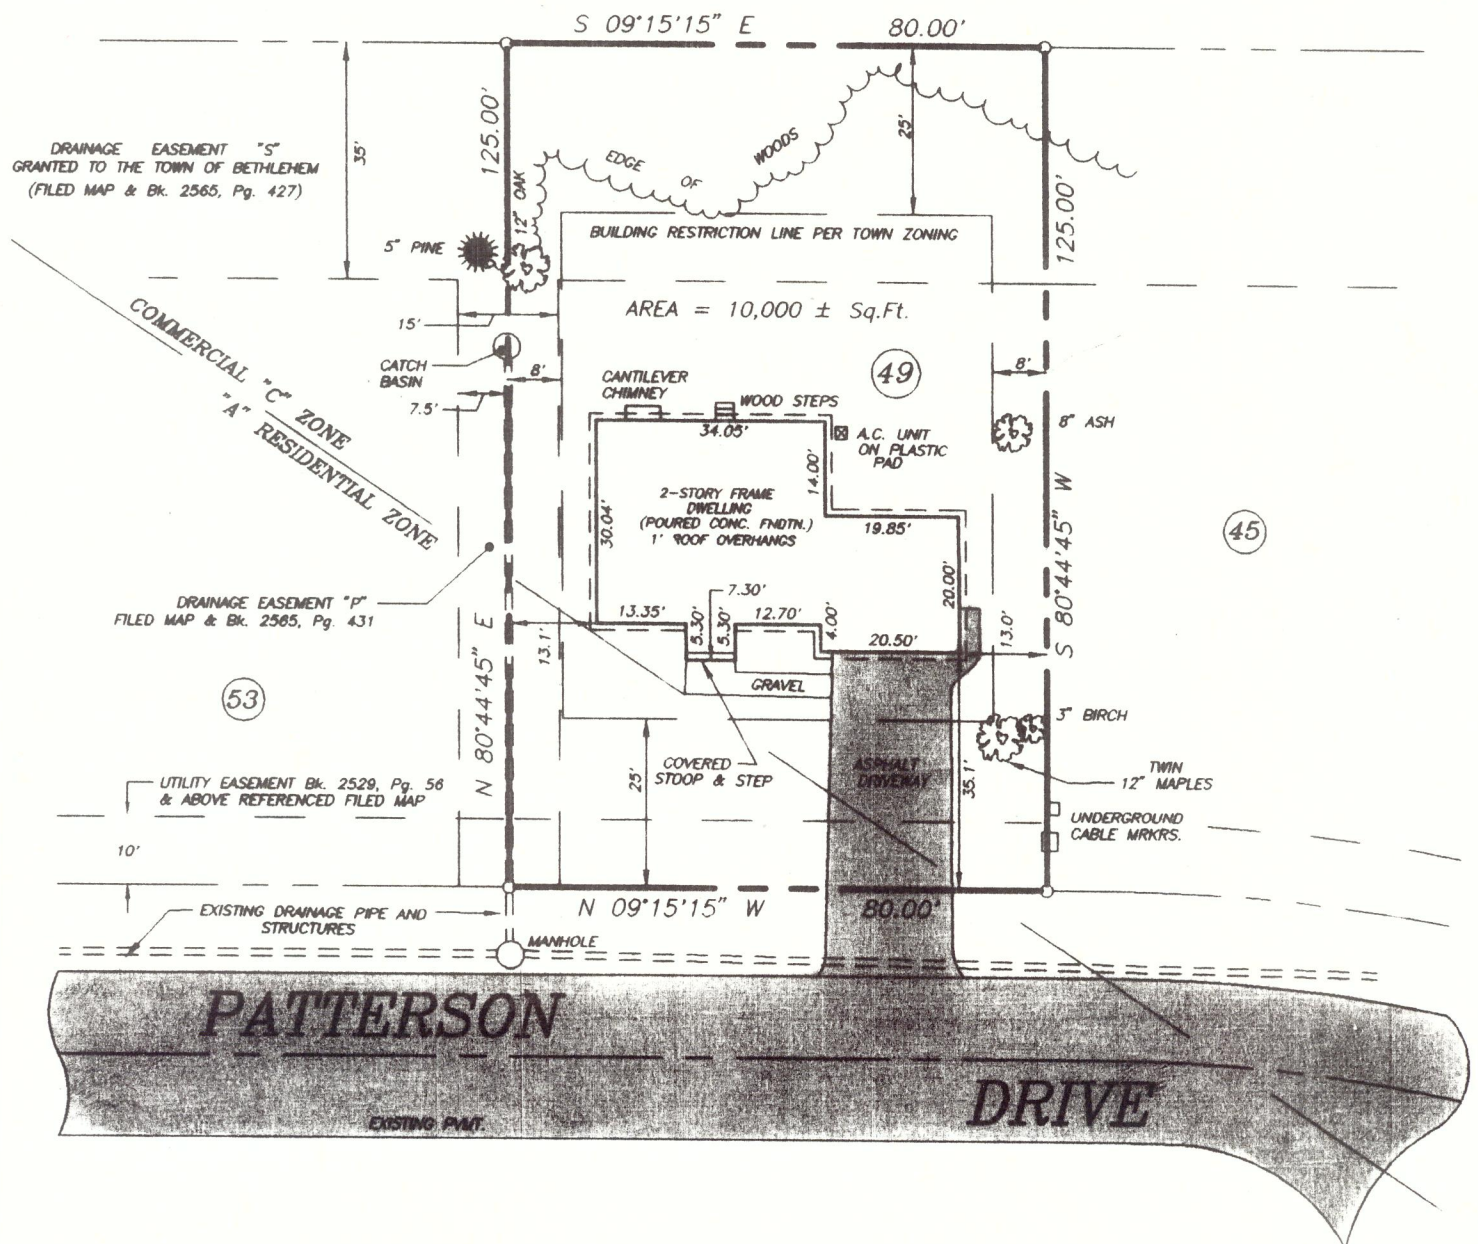 S 09°15'15" E 80.00'
125.00'
35'
DRAINAGE EASEMENT "S"
GRANTED TO THE TOWN OF BETHLEHEM
(FILED MAP & Bk. 2565, Pg. 427)
EDGE OF WOODS
25'
125.00'
12" OAK
5" PINE
BUILDING RESTRICTION LINE PER TOWN ZONING
AREA = 10,000 ± Sq.Ft.
15'
COMMERCIAL "C" ZONE
"A" RESIDENTIAL ZONE
CATCH
BASIN
8'
7.5'
CANTILEVER
CHIMNEY
WOOD STEPS
49
8'
34.05'
A.C. UNIT
ON PLASTIC
PAD
8" ASH
14.00'
30.04'
2-STORY FRAME
DWELLING
(POURED CONC. FNDTN.)
1' ROOF OVERHANGS
19.85'
45
S 80°44'45" W
20.00'
DRAINAGE EASEMENT "P"
FILED MAP & Bk. 2565, Pg. 431
7.30'
13.35'
5.30'
5.30'
12.70'
4.00'
20.50'
13.0'
13.1'
N 80°44'45" E
GRAVEL
53
3" BIRCH
COVERED
STOOP & STEP
25'
ASPHALT
DRIVEWAY
35.1'
TWIN
12" MAPLES
UTILITY EASEMENT Bk. 2529, Pg. 56
& ABOVE REFERENCED FILED MAP
UNDERGROUND
CABLE MRKRS.
10'
N 09°15'15" W 80.00'
EXISTING DRAINAGE PIPE AND
STRUCTURES
MANHOLE
PATTERSON
DRIVE
EXISTING PVMT.